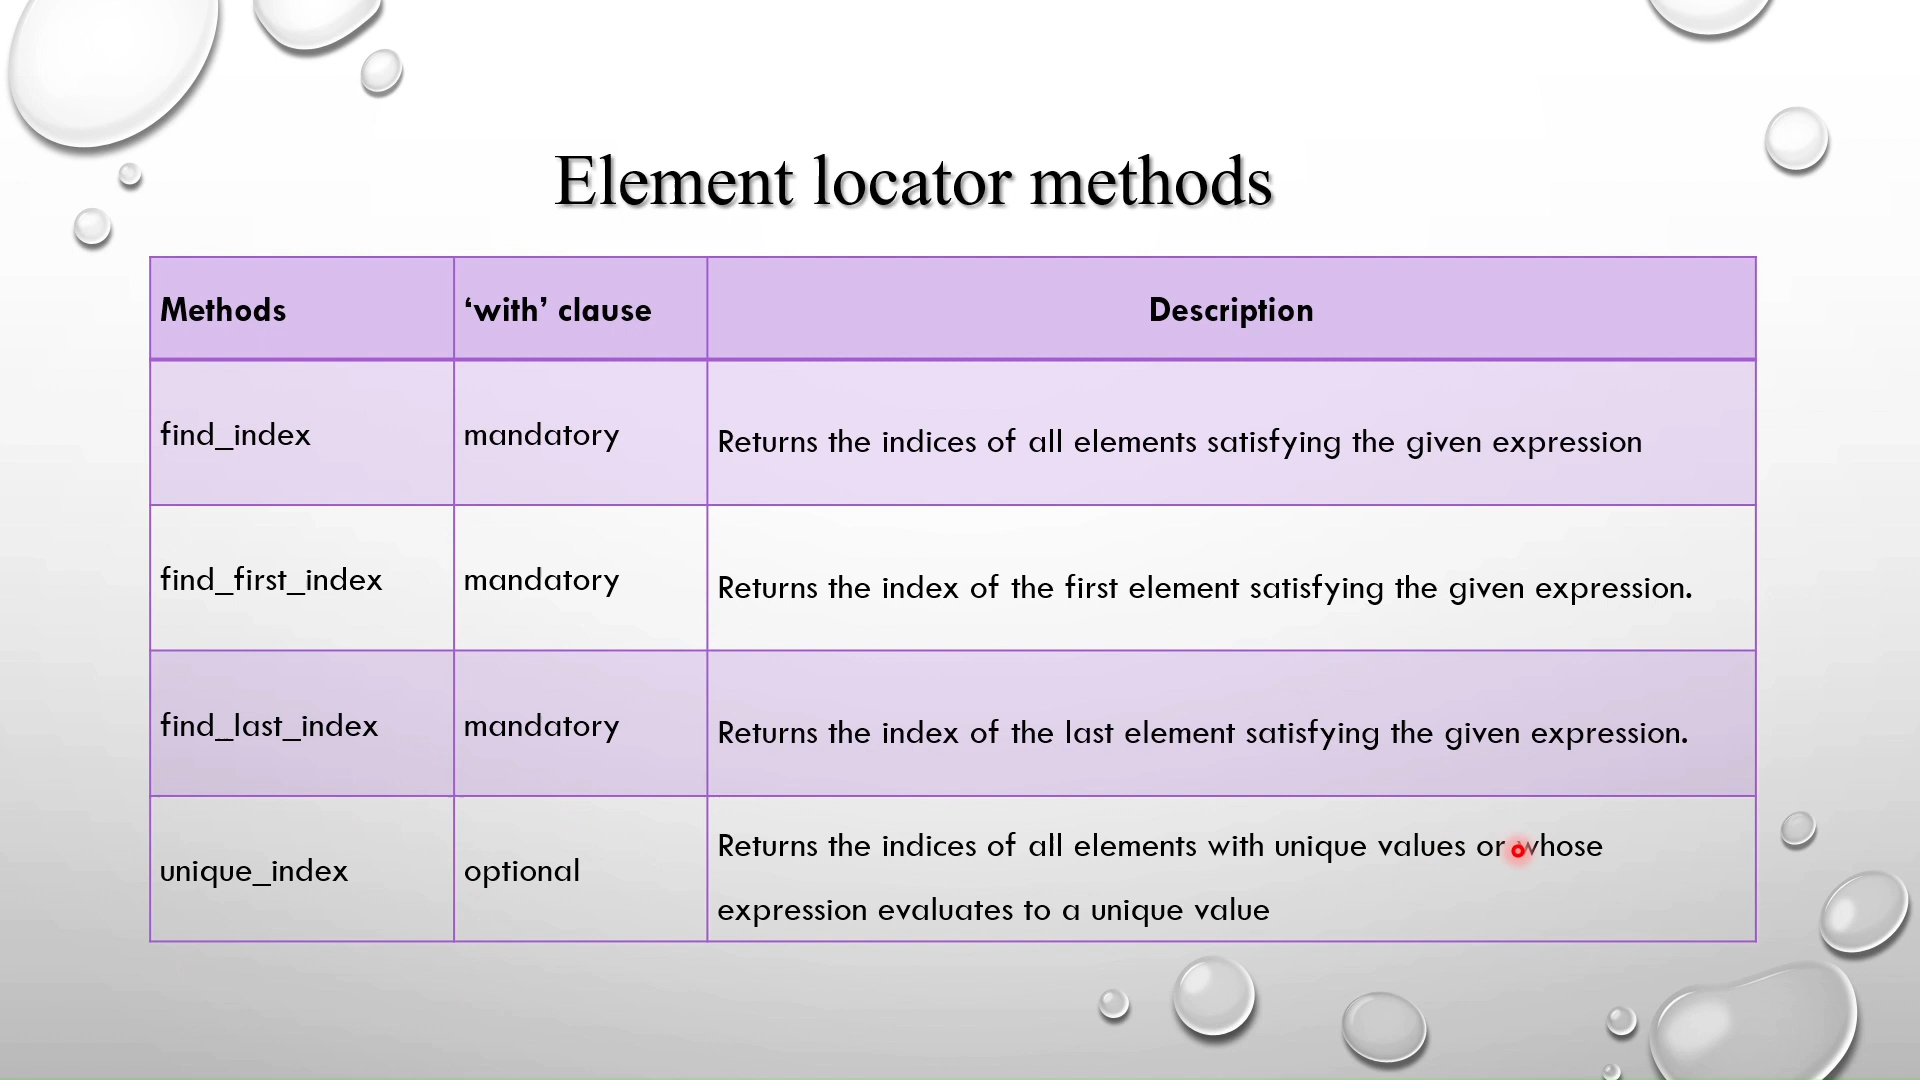 Element locator methods
Methods ‘with’ clause Description
find_index mandatory Returns the indices of all elements satisfying the given expression
find_first_index mandatory Returns the index of the first element satisfying the given expression.
find_last_index mandatory Returns the index of the last element satisfying the given expression.
unique_index optional Returns the indices of all elements with unique values or whose
expression evaluates to a unique value